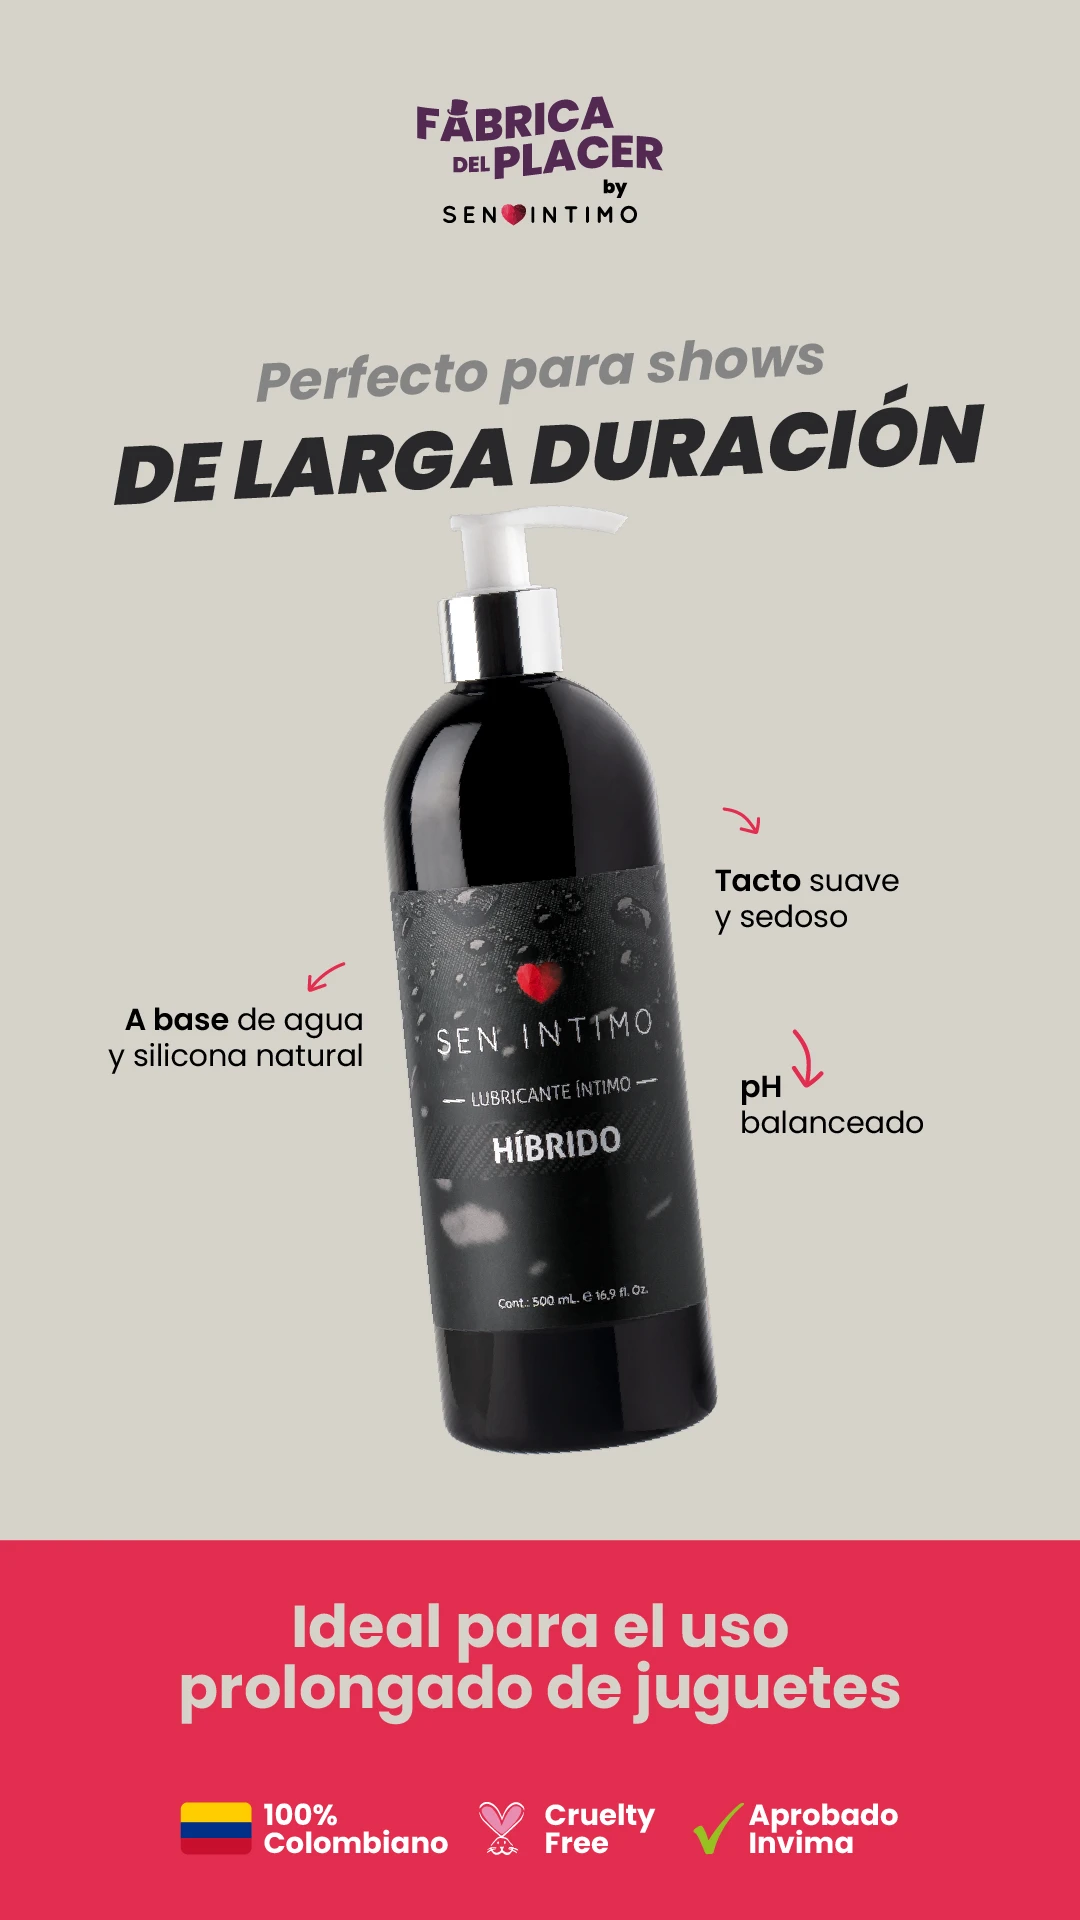 FÁBRICA
DEL PLACER
by
SEN INTIMO
Perfecto para shows
DE LARGA DURACIÓN
Tacto suave
y sedoso
A base de agua
y silicona natural
pH
balanceado
SEN INTIMO
LUBRICANTE ÍNTIMO
HÍBRIDO
Cont.: 500 mL. ℮ 16,9 fl. Oz.
Ideal para el uso
prolongado de juguetes
100%
Colombiano
Cruelty
Free
Aprobado
Invima